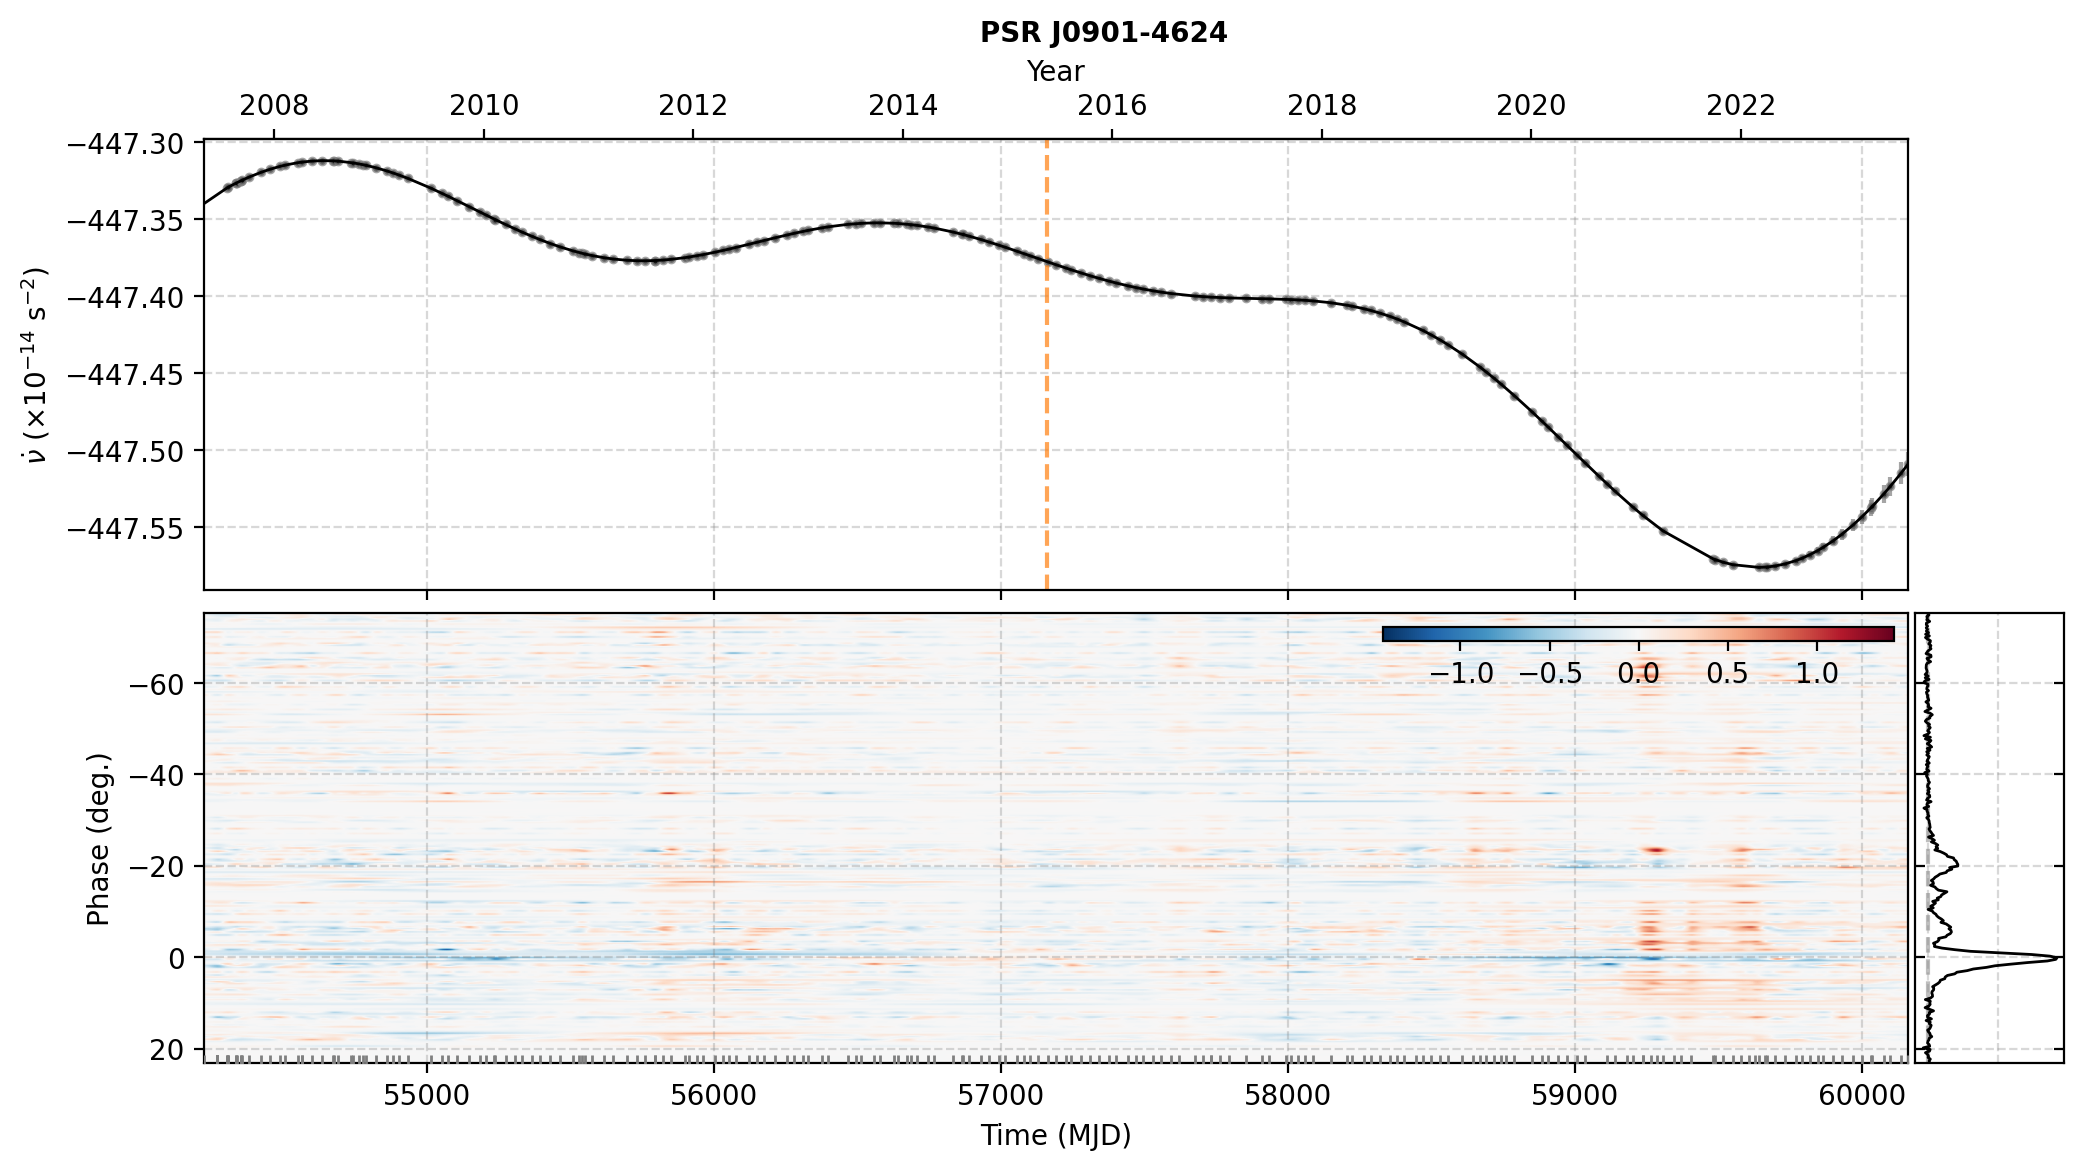 PSR J0901-4624
Year
2008 2010 2012 2014 2016 2018 2020 2022
−447.30
−447.35
−447.40
−447.45
−447.50
−447.55
ν̇ (×10⁻¹⁴ s⁻²)
−1.0 −0.5 0.0 0.5 1.0
−60
−40
−20
0
20
Phase (deg.)
55000 56000 57000 58000 59000 60000
Time (MJD)